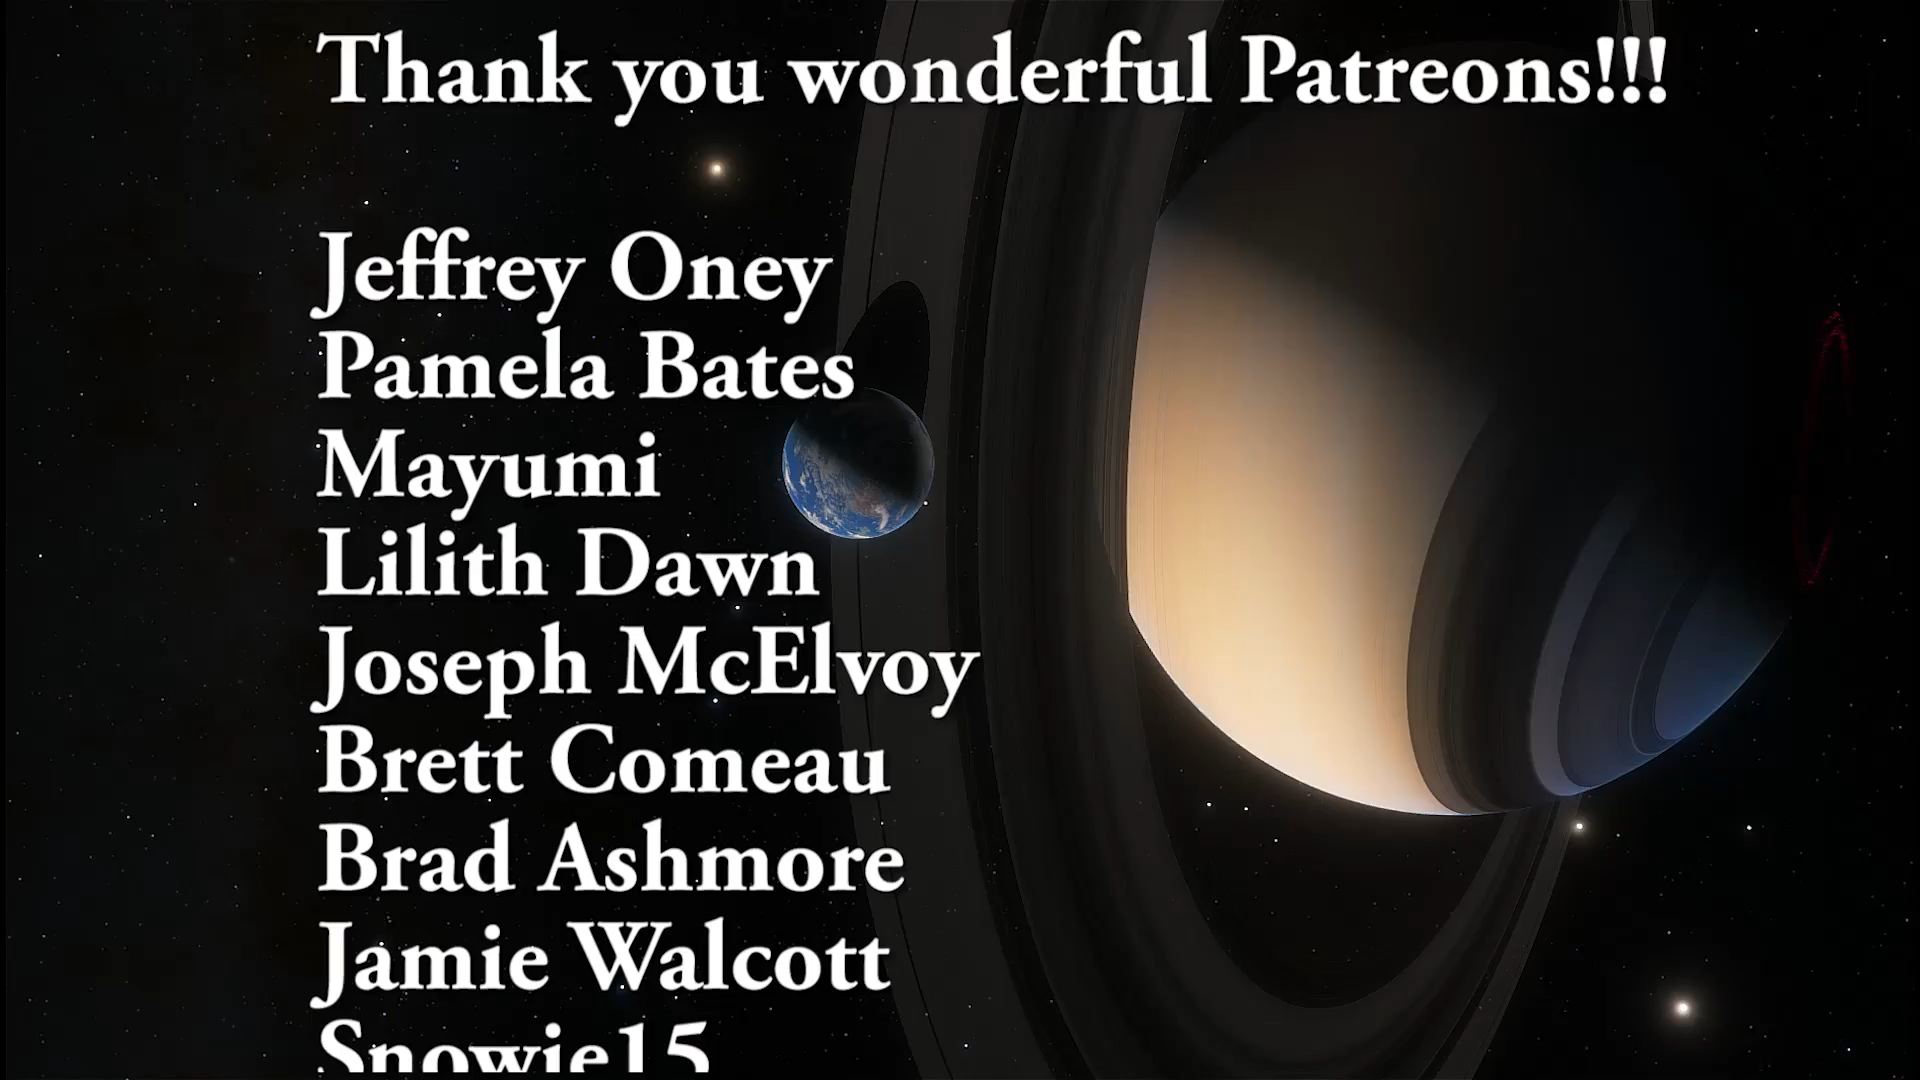 Thank you wonderful Patreons!!!
Jeffrey Oney
Pamela Bates
Mayumi
Lilith Dawn
Joseph McElvoy
Brett Comeau
Brad Ashmore
Jamie Walcott
Snowie15